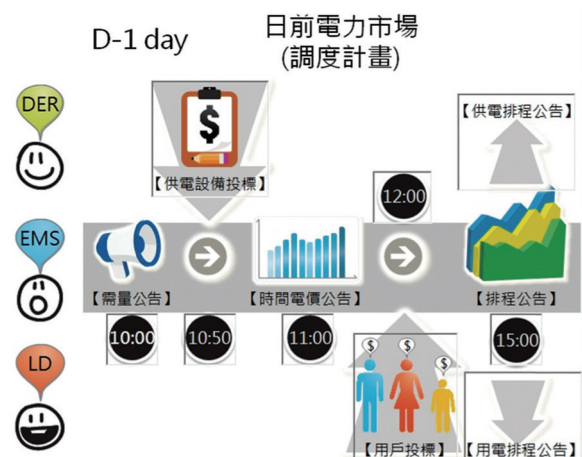 D-1 day
日前電力市場
(調度計畫)
DER
$
【供電設備投標】
【供電排程公告】
12:00
EMS
【需量公告】
【時間電價公告】
【排程公告】
10:00
10:50
11:00
15:00
LD
$
$
$
【用戶投標】
【用電排程公告】